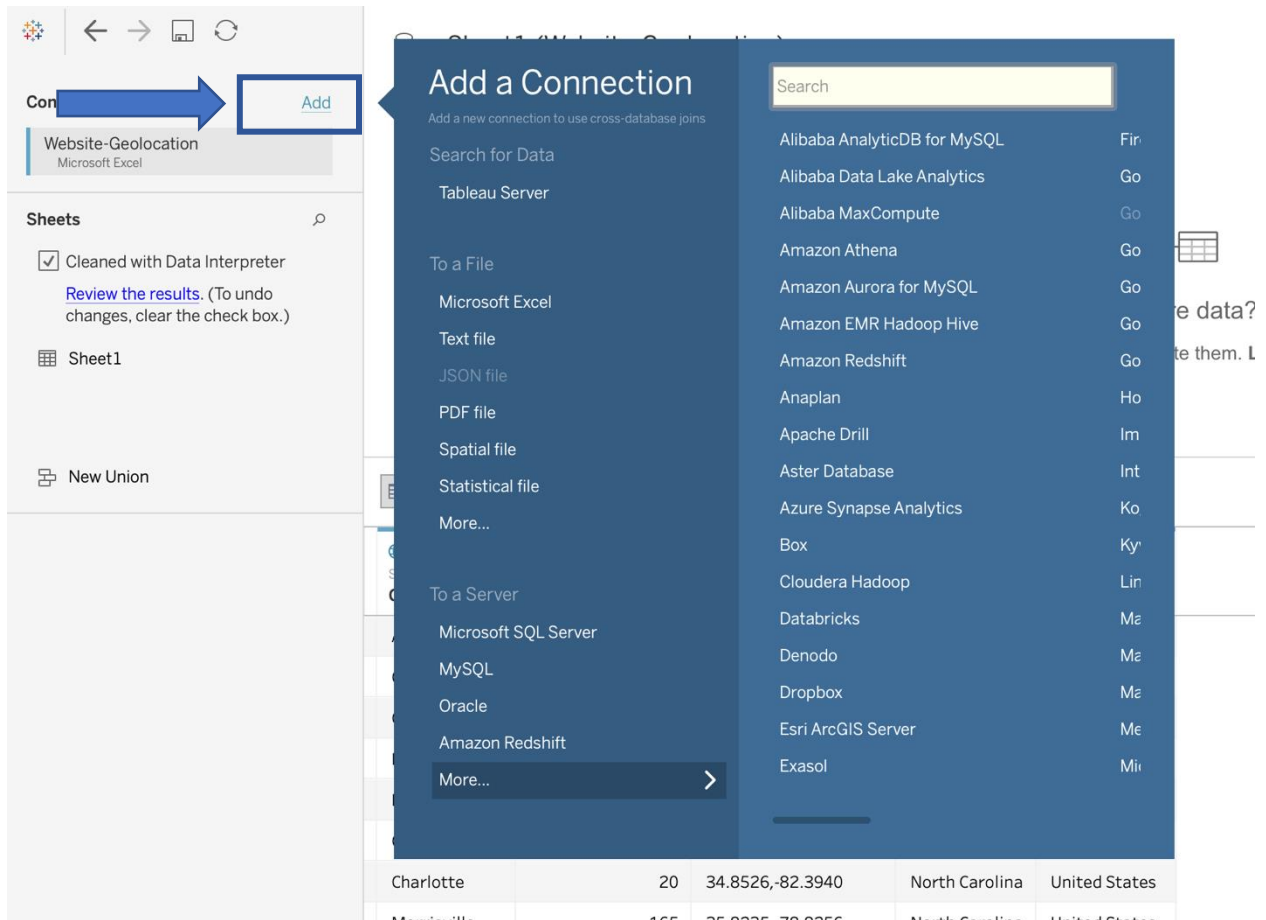 Add
Website-Geolocation
Microsoft Excel
Sheets
Cleaned with Data Interpreter
Review the results. (To undo
changes, clear the check box.)
Sheet1
New Union
Add a Connection
Add a new connection to use cross-database joins
Search for Data
Tableau Server
To a File
Microsoft Excel
Text file
JSON file
PDF file
Spatial file
Statistical file
More...
To a Server
Microsoft SQL Server
MySQL
Oracle
Amazon Redshift
More...
Search
Alibaba AnalyticDB for MySQL
Alibaba Data Lake Analytics
Alibaba MaxCompute
Amazon Athena
Amazon Aurora for MySQL
Amazon EMR Hadoop Hive
Amazon Redshift
Anaplan
Apache Drill
Aster Database
Azure Synapse Analytics
Box
Cloudera Hadoop
Databricks
Denodo
Dropbox
Esri ArcGIS Server
Exasol
data?
them.
Charlotte 20 34.8526,-82.3940 North Carolina United States